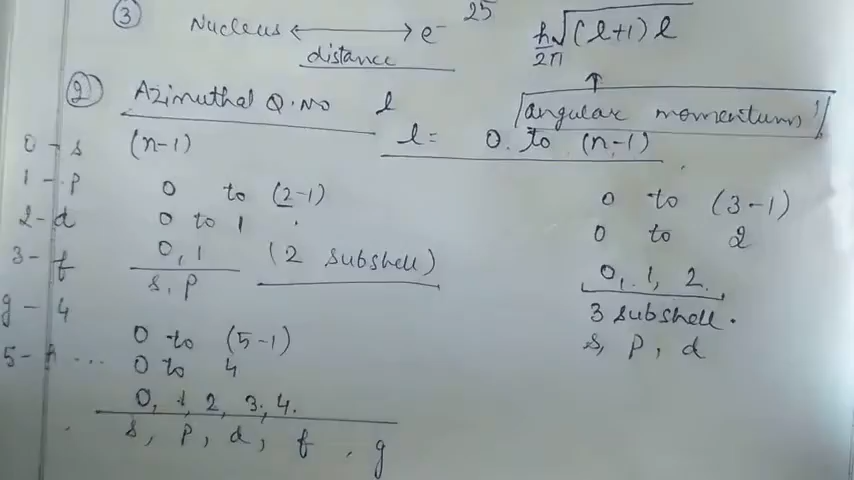 ③ Nucleus ⟷ e⁻ 25
distance
h/2π √(l+1) l
↑
② Azimuthal Q. No l
angular momentum
l = 0. to (n-1)
0 - s (n-1)
1 - p 0 to (2-1)
2 - d 0 to 1
3 - f 0, 1 (2 subshell)
s, p
g - 4
0 to (3-1)
0 to 2
0, 1, 2.
3 subshell.
s, p, d
0 to (5-1)
5 - h ... 0 to 4
0, 1, 2, 3, 4.
s, p, d, f, g